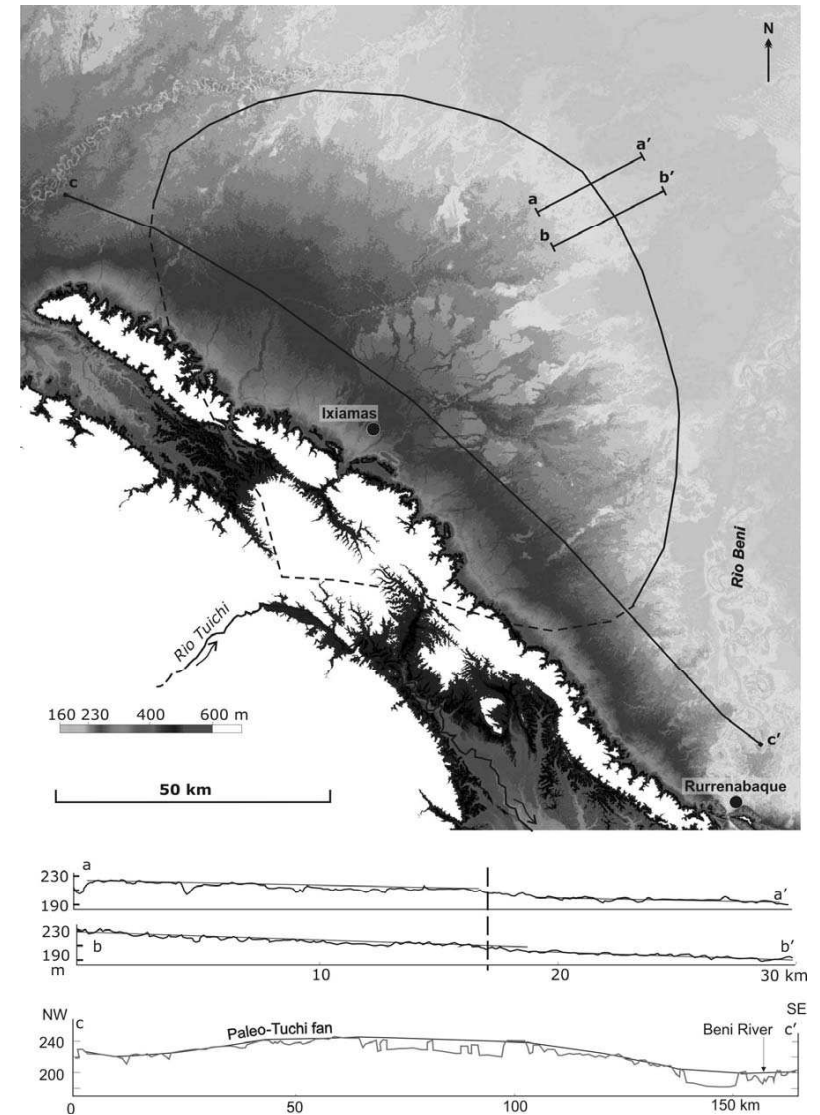 N
a'
c
b'
a
b
Ixiamas
Rio Beni
Rio Tuichi
160 230 400 600 m
c'
50 km
Rurrenabaque
a
230
190
a'
230
190
b
b'
m
10
20
30 km
NW
SE
c
Paleo-Tuchi fan
Beni River
c'
240
200
0
50
100
150 km